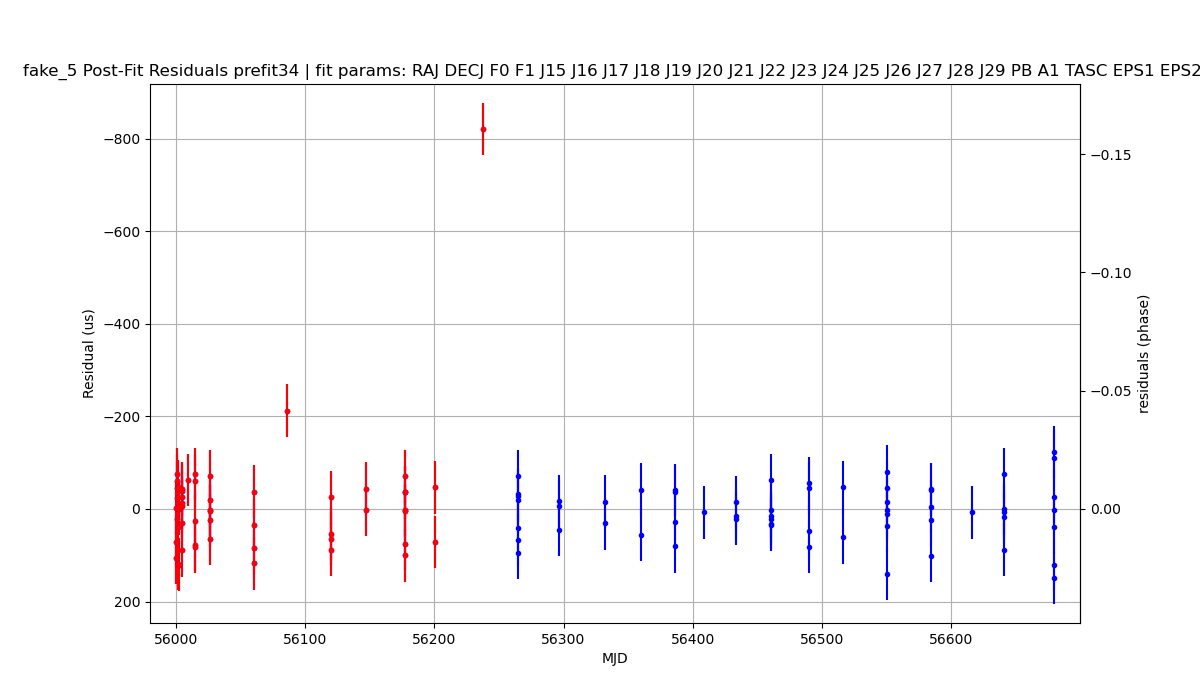 fake_5 Post-Fit Residuals prefit34 | fit params: RAJ DECJ F0 F1 J15 J16 J17 J18 J19 J20 J21 J22 J23 J24 J25 J26 J27 J28 J29 PB A1 TASC EPS1 EPS2
−800
−600
−400
−200
0
200
Residual (us)
−0.15
−0.10
−0.05
0.00
residuals (phase)
56000 56100 56200 56300 56400 56500 56600
MJD